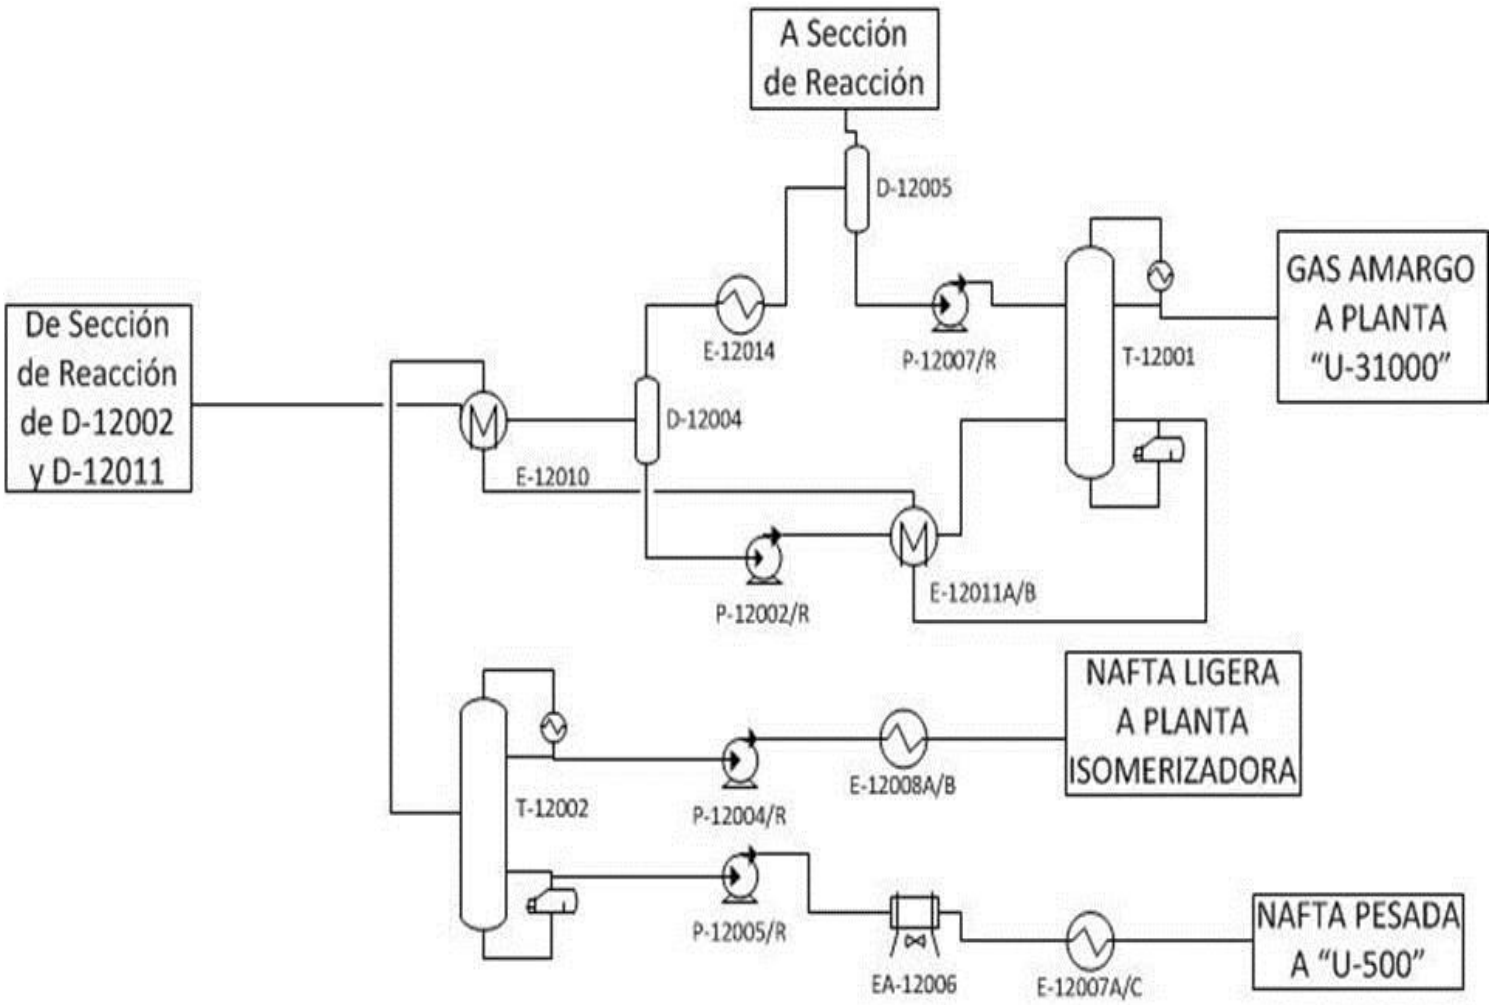 A Sección
de Reacción
D-12005
GAS AMARGO
A PLANTA
“U-31000”
De Sección
de Reacción
de D-12002
y D-12011
E-12014
P-12007/R
T-12001
D-12004
E-12010
P-12002/R
E-12011A/B
NAFTA LIGERA
A PLANTA
ISOMERIZADORA
T-12002
P-12004/R
E-12008A/B
P-12005/R
EA-12006
E-12007A/C
NAFTA PESADA
A “U-500”